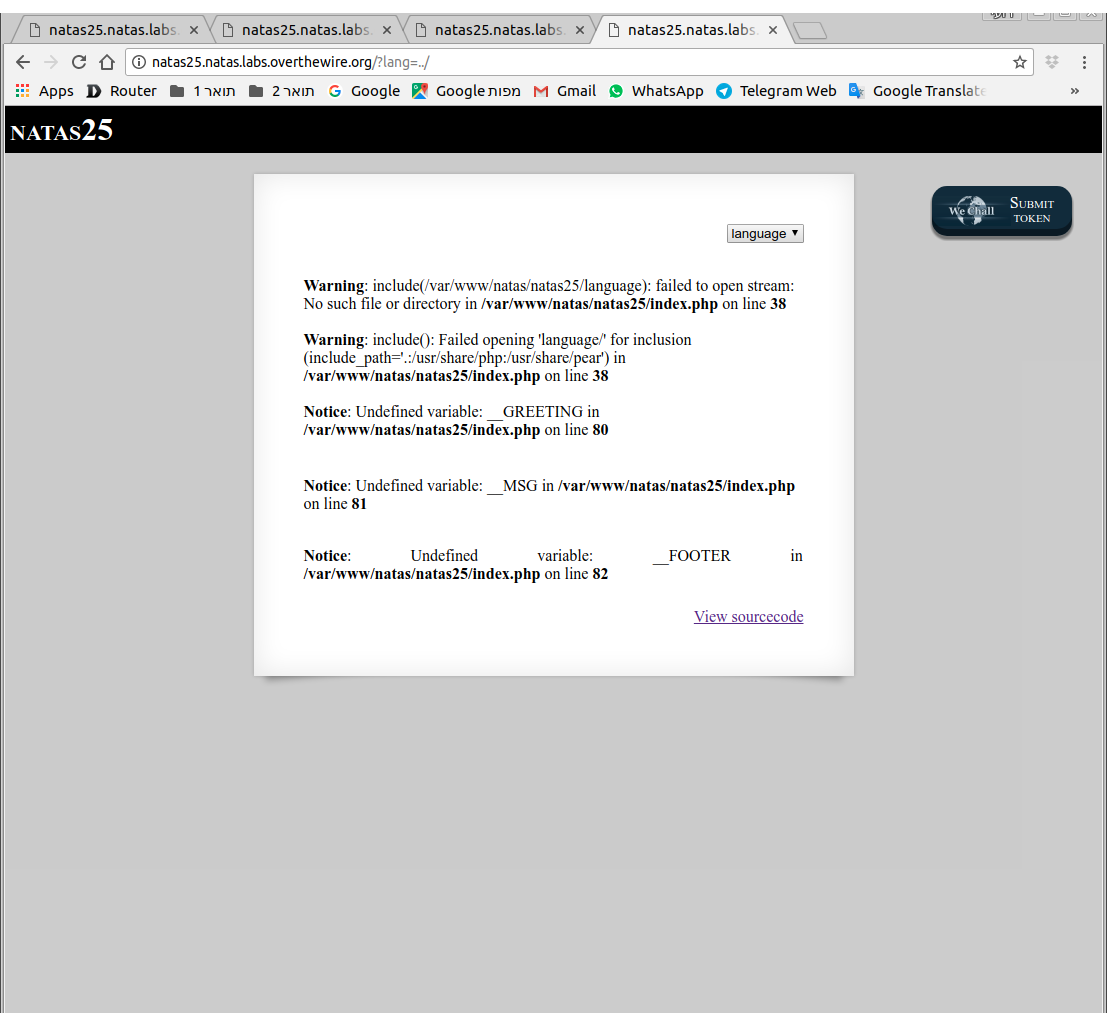 natas25.natas.labs. natas25.natas.labs. natas25.natas.labs. natas25.natas.labs.
natas25.natas.labs.overthewire.org/?lang=../
Apps Router תואר 1 תואר 2 Google Google מפות Gmail WhatsApp Telegram Web Google Translate »
NATAS25
We Chall SUBMIT TOKEN
language
Warning: include(/var/www/natas/natas25/language): failed to open stream:
No such file or directory in /var/www/natas/natas25/index.php on line 38
Warning: include(): Failed opening 'language/' for inclusion
(include_path='.:/usr/share/php:/usr/share/pear') in
/var/www/natas/natas25/index.php on line 38
Notice: Undefined variable: __GREETING in
/var/www/natas/natas25/index.php on line 80
Notice: Undefined variable: __MSG in /var/www/natas/natas25/index.php
on line 81
Notice: Undefined variable: __FOOTER in
/var/www/natas/natas25/index.php on line 82
View sourcecode